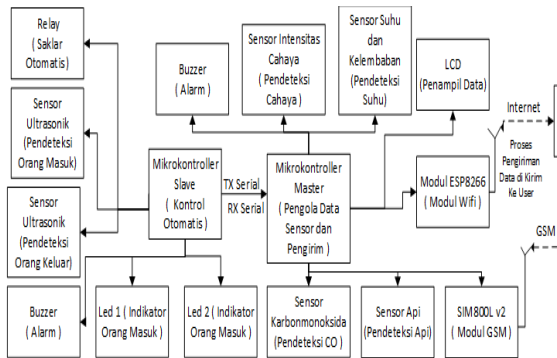 Relay
( Saklar
Otomatis )
Sensor
Ultrasonik
(Pendeteksi
Orang Masuk)
Sensor
Ultrasonik
(Pendeteksi
Orang Keluar)
Buzzer
( Alarm )
Buzzer
( Alarm )
Sensor Intensitas
Cahaya
( Pendeteksi
Cahaya )
Sensor Suhu
dan
Kelembaban
(Pendeteksi
Suhu)
LCD
(Penampil Data)
Internet
Proses
Pengiriman
Data di Kirim
Ke User
Mikrokontroller
Slave
( Kontrol
Otomatis )
TX Serial
RX Serial
Mikrokontroller
Master
( Pengola Data
Sensor dan
Pengirim )
Modul ESP8266
( Modul Wifi )
GSM
Led 1 ( Indikator
Orang Masuk )
Led 2 ( Indikator
Orang Masuk )
Sensor
Karbonmonoksida
(Pendeteksi CO )
Sensor Api
(Pendeteksi Api)
SIM800L v2
( Modul GSM )